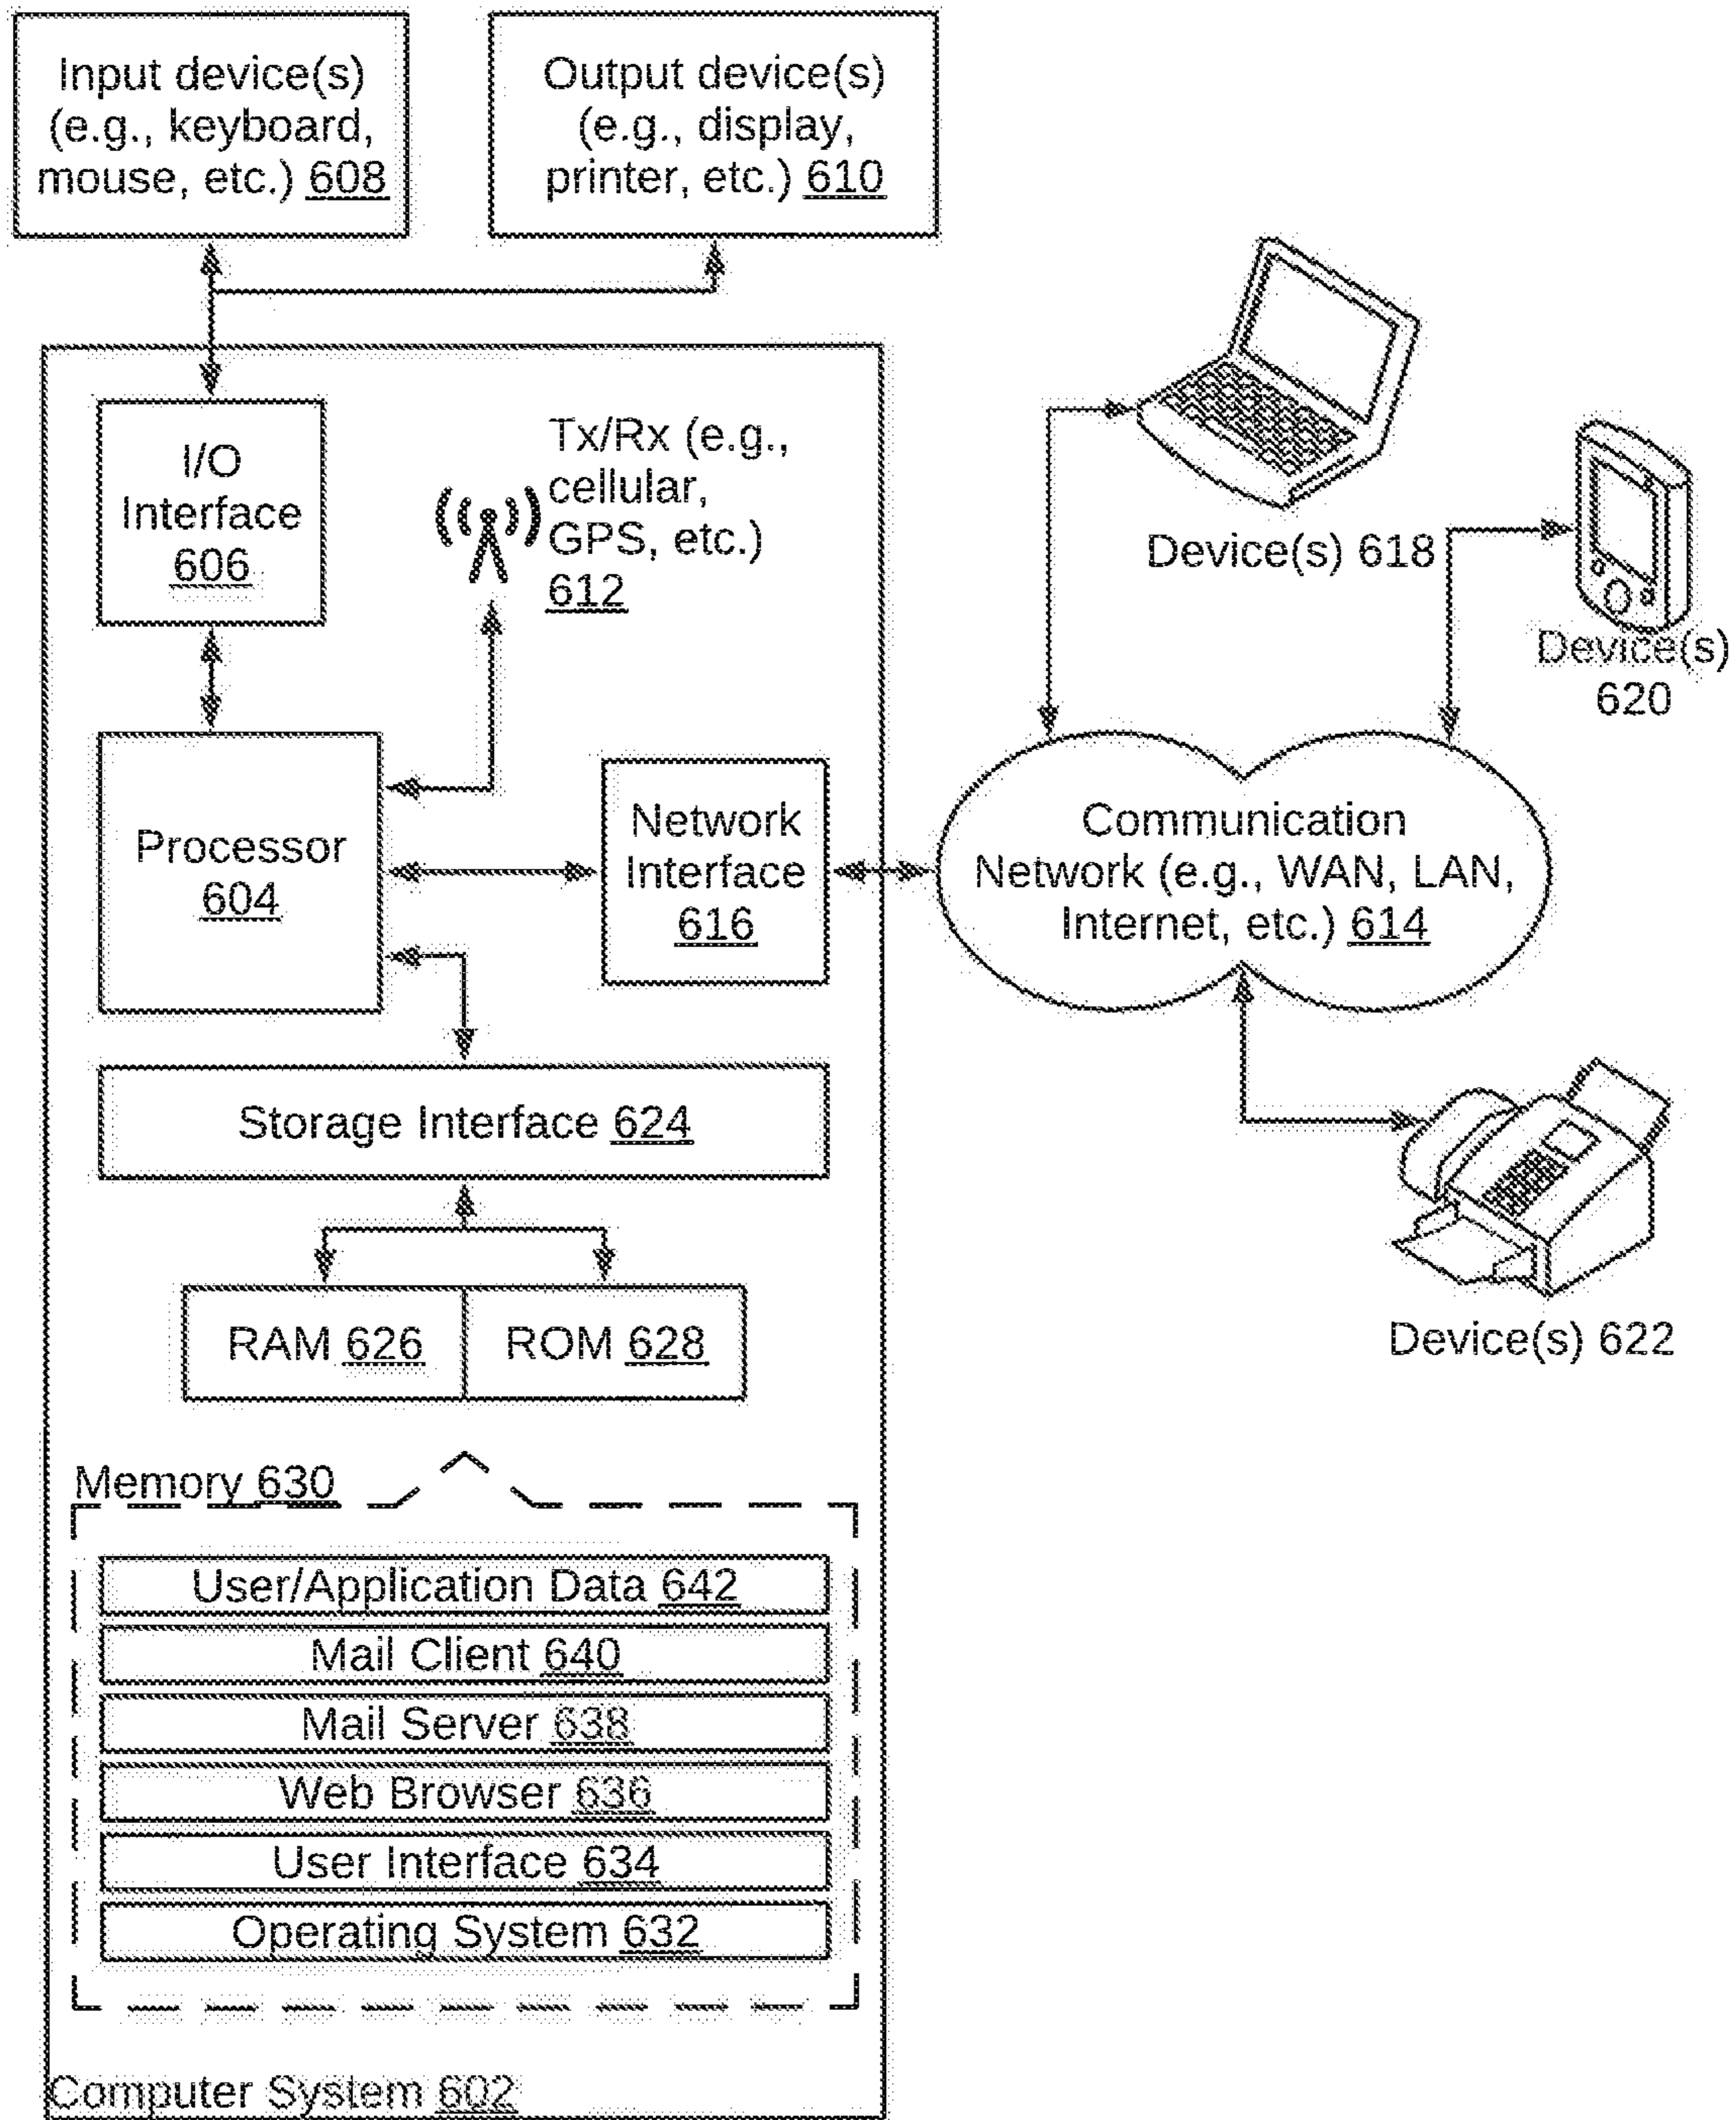 Input device(s)
(e.g., keyboard,
mouse, etc.) 608
Output device(s)
(e.g., display,
printer, etc.) 610
I/O
Interface
606
Tx/Rx (e.g.,
cellular,
GPS, etc.)
612
Device(s) 618
Device(s)
620
Processor
604
Network
Interface
616
Communication
Network (e.g., WAN, LAN,
Internet, etc.) 614
Storage Interface 624
RAM 626
ROM 628
Device(s) 622
Memory 630
User/Application Data 642
Mail Client 640
Mail Server 638
Web Browser 636
User Interface 634
Operating System 632
Computer System 602